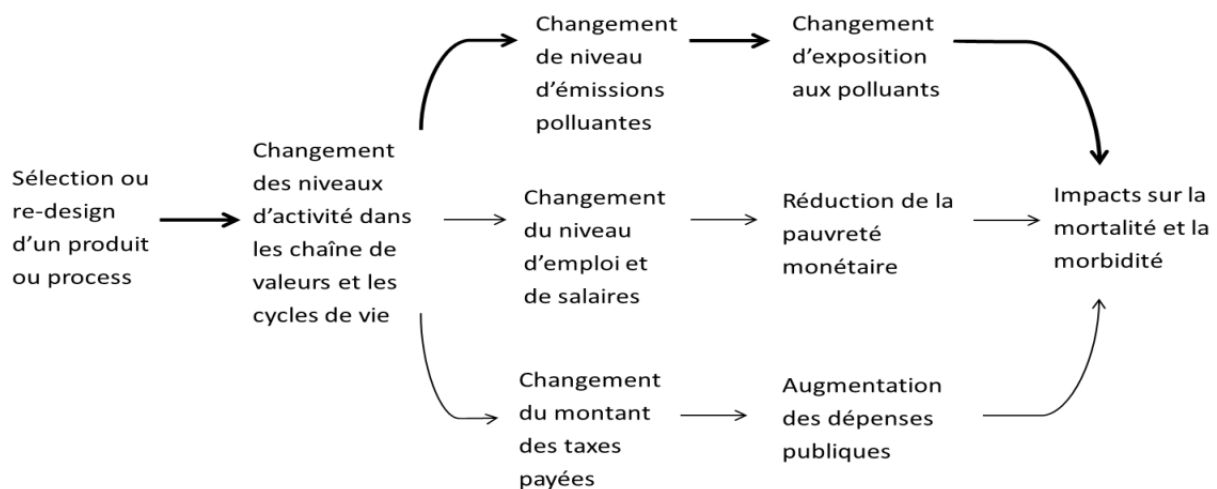 Sélection ou
re-design
d'un produit
ou process
Changement
des niveaux
d'activité dans
les chaîne de
valeurs et les
cycles de vie
Changement
de niveau
d'émissions
polluantes
Changement
d'exposition
aux polluants
Changement
du niveau
d'emploi et
de salaires
Réduction de la
pauvreté
monétaire
Changement
du montant
des taxes
payées
Augmentation
des dépenses
publiques
Impacts sur la
mortalité et la
morbidité